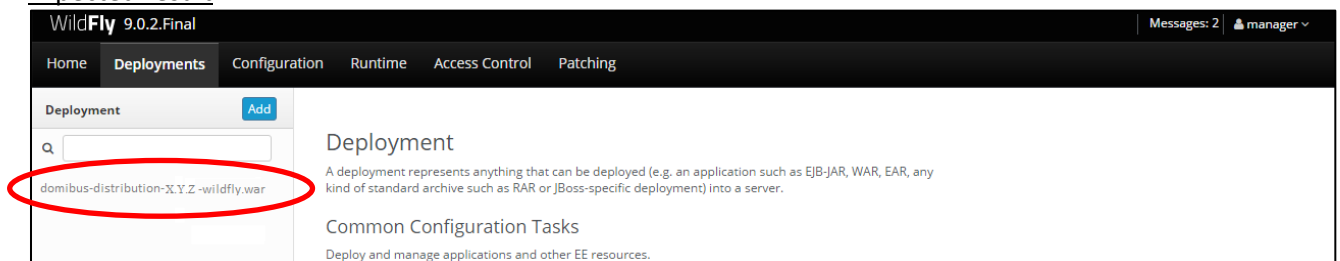 WildFly 9.0.2.Final
Messages: 2
manager
Home Deployments Configuration Runtime Access Control Patching
Deployment
Add
domibus-distribution-X.Y.Z -wildfly.war
Deployment
A deployment represents anything that can be deployed (e.g. an application such as EJB-JAR, WAR, EAR, any
kind of standard archive such as RAR or JBoss-specific deployment) into a server.
Common Configuration Tasks
Deploy and manage applications and other EE resources.